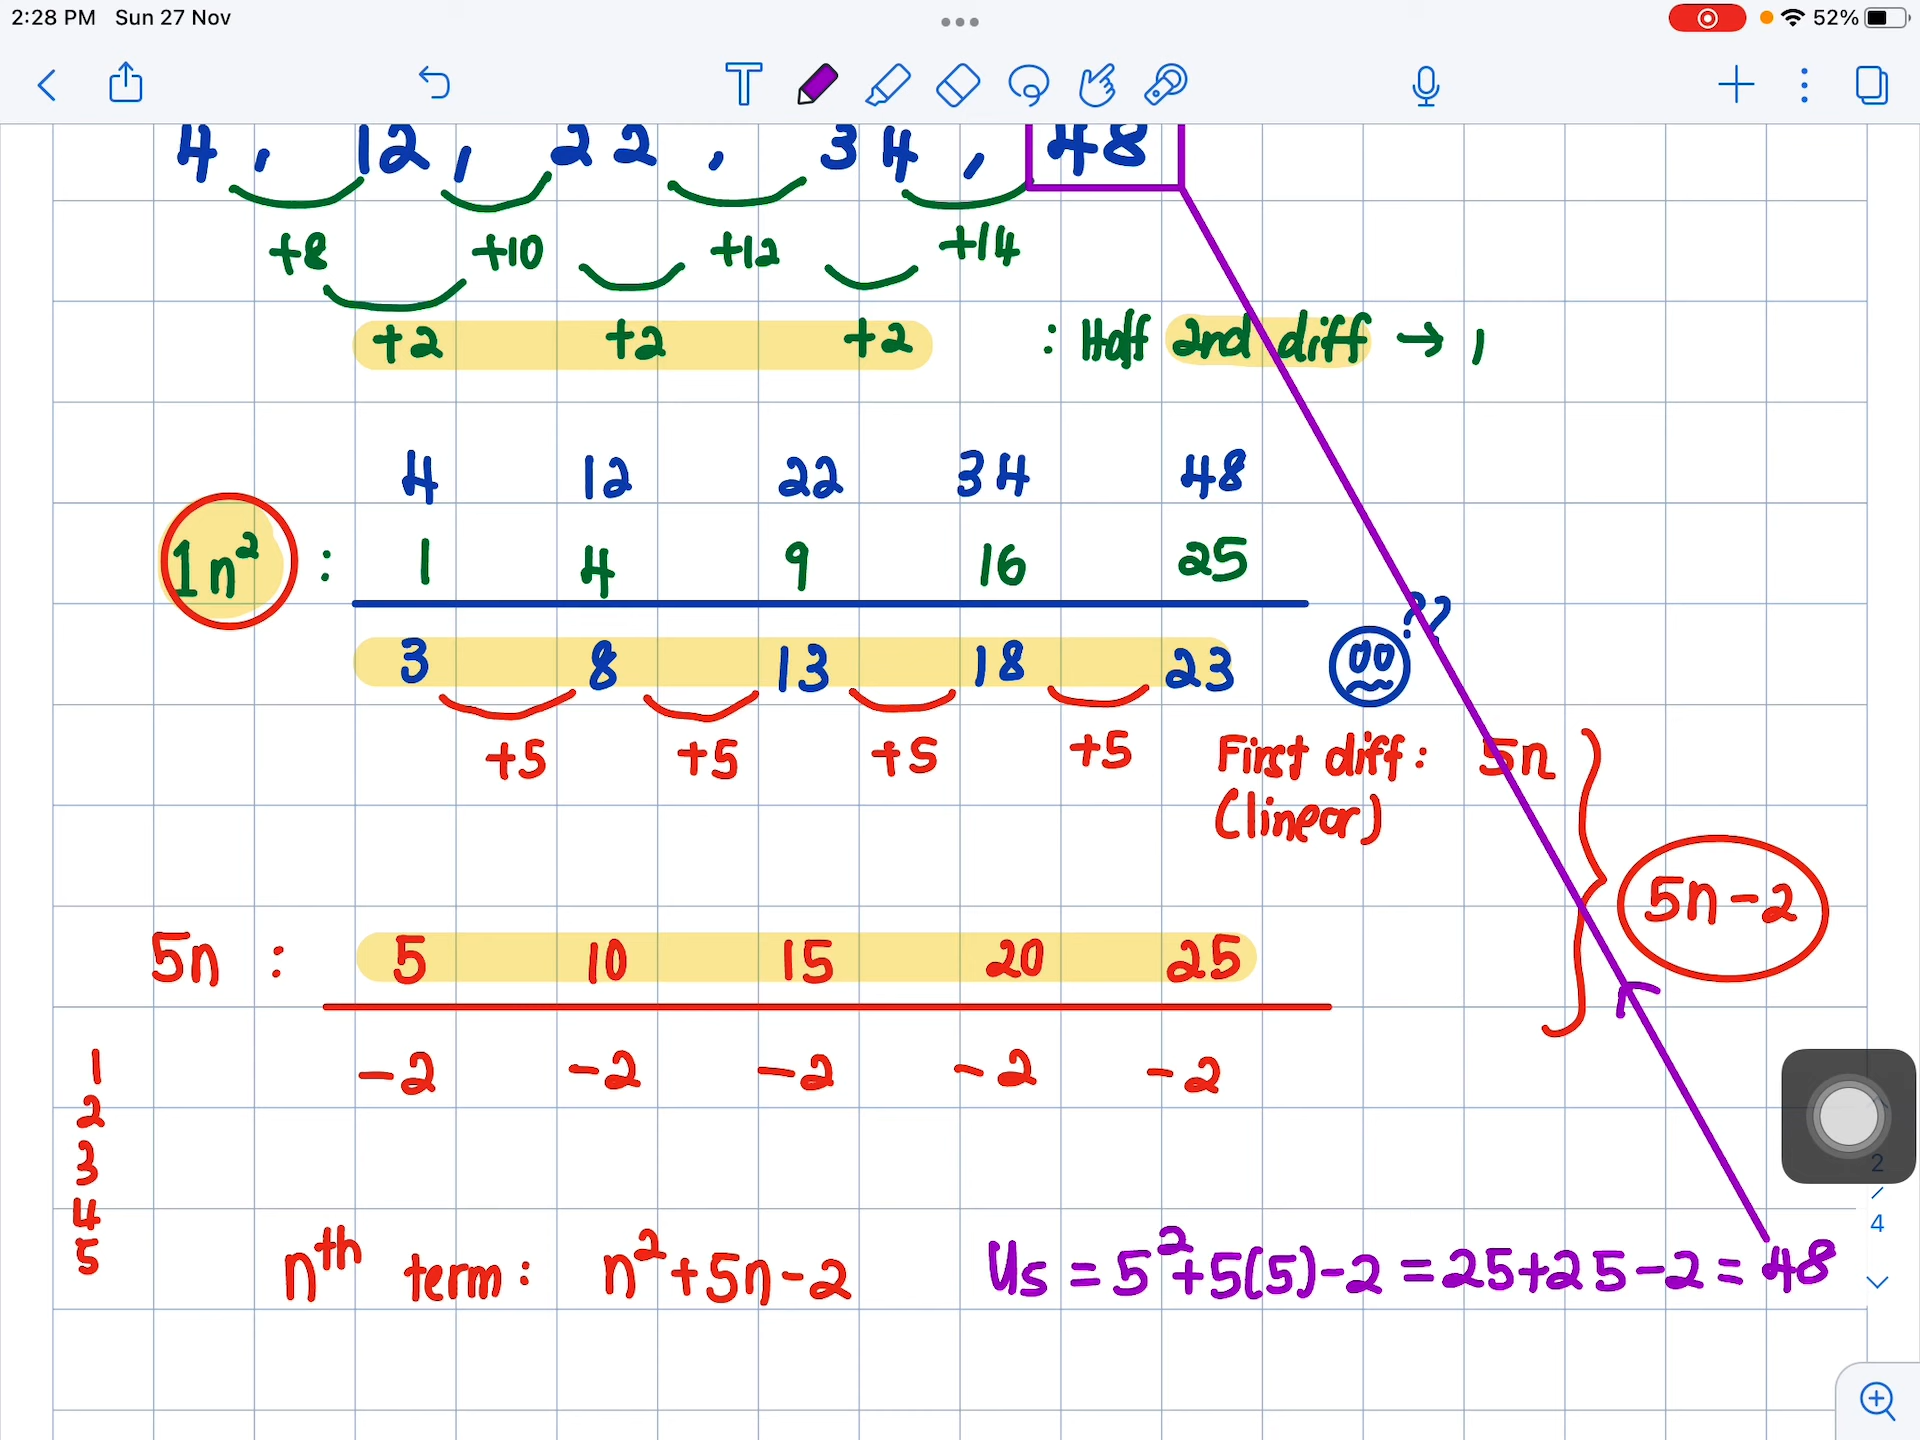 2:28 PM Sun 27 Nov
52%
4, 12, 22, 34, 48
+8 +10 +12 +14
+2 +2 +2 : Half 2nd diff → 1
4 12 22 34 48
1n² : 1 4 9 16 25
??
3 8 13 18 23
+5 +5 +5 +5 First diff: 5n
(linear)
5n-2
5n : 5 10 15 20 25
-2 -2 -2 -2 -2
1
2
3
4
5
nth term: n²+5n-2 U5 = 5²+5(5)-2 = 25+25-2 = 48
2
/
4